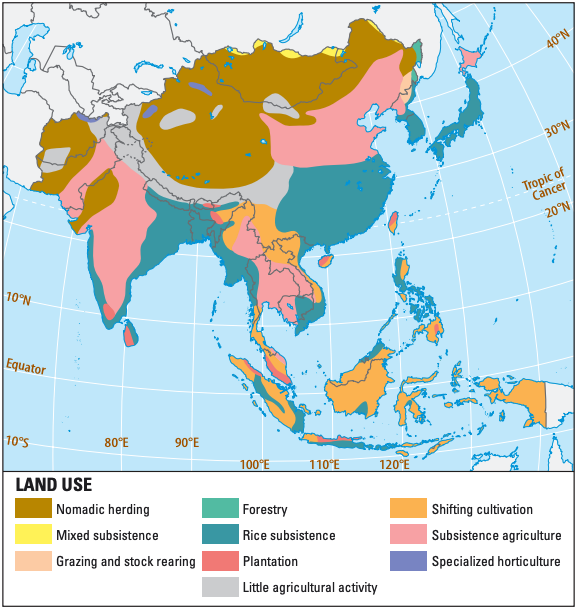 40°N
30°N
Tropic of
Cancer
20°N
10°N
Equator
10°S
80°E
90°E
100°E
110°E
120°E
LAND USE
Nomadic herding
Forestry
Shifting cultivation
Mixed subsistence
Rice subsistence
Subsistence agriculture
Grazing and stock rearing
Plantation
Specialized horticulture
Little agricultural activity